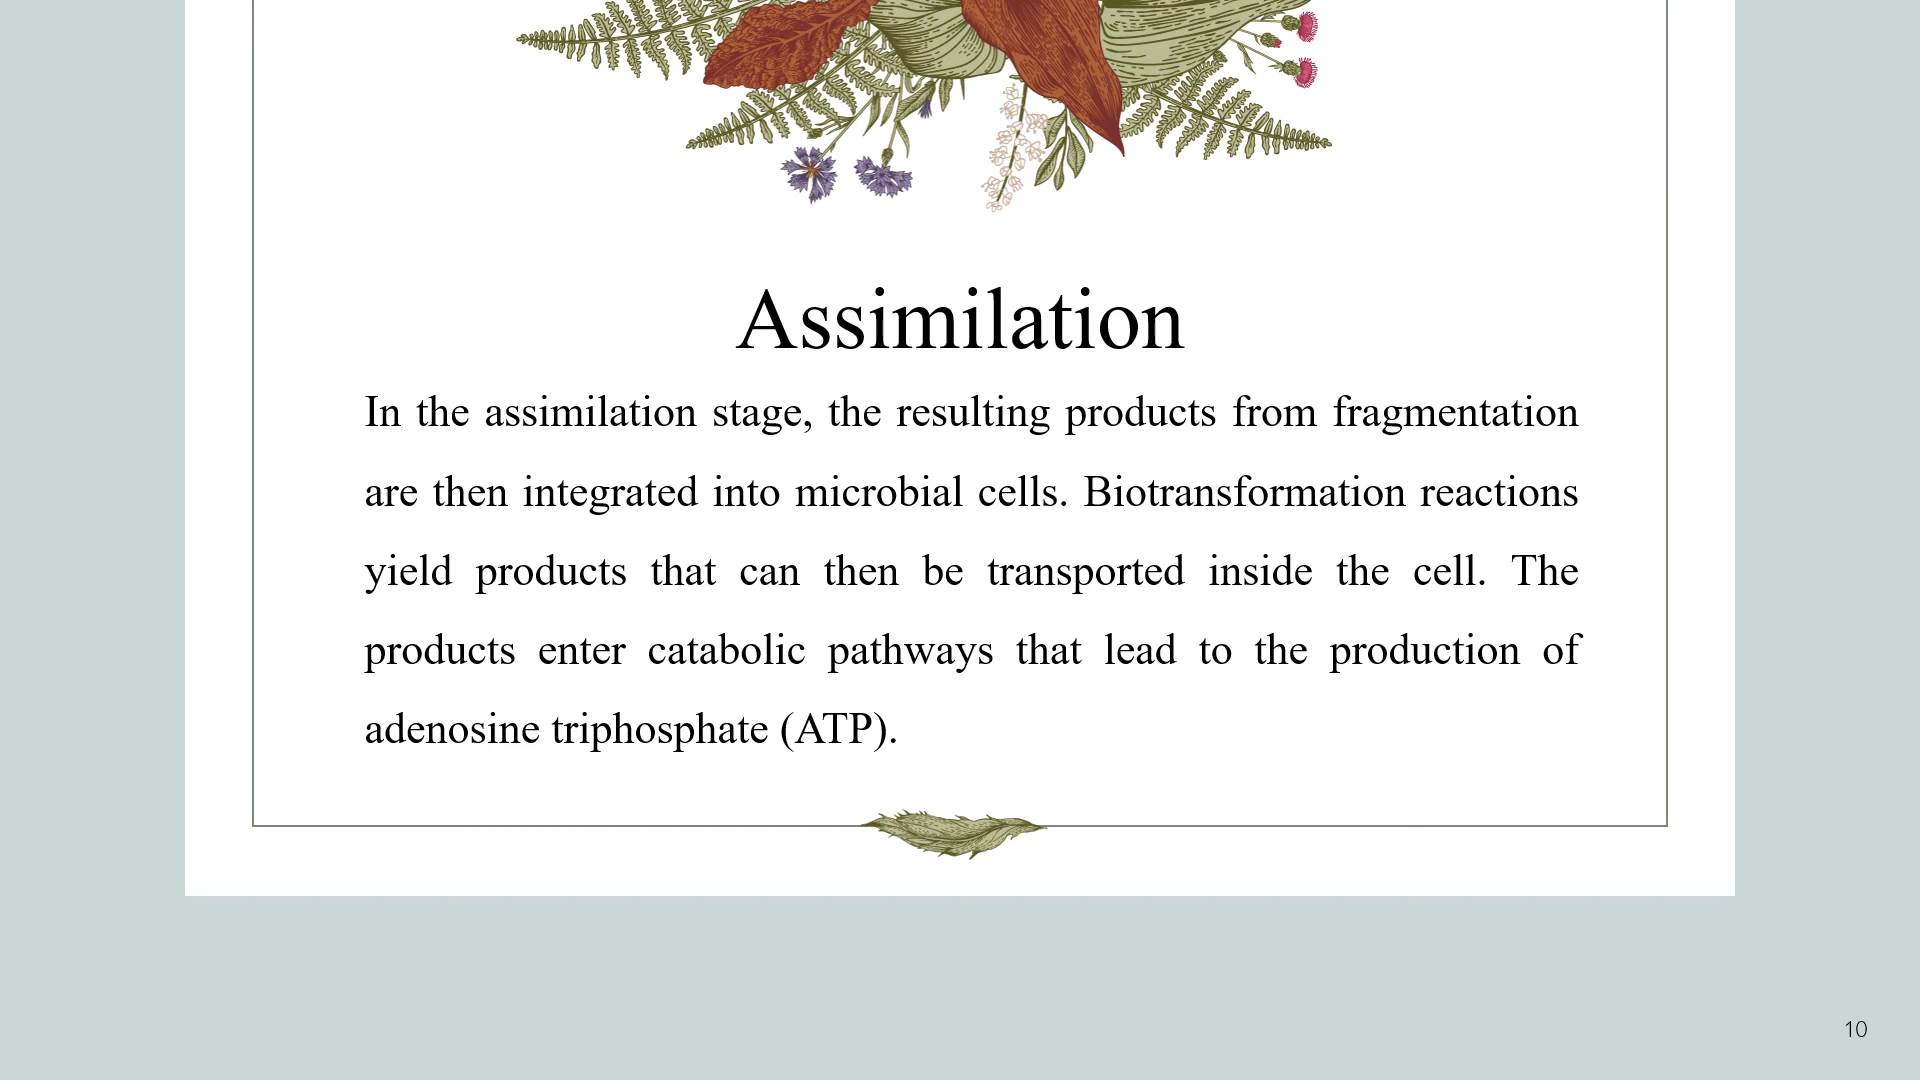 Assimilation
In the assimilation stage, the resulting products from fragmentation
are then integrated into microbial cells. Biotransformation reactions
yield products that can then be transported inside the cell. The
products enter catabolic pathways that lead to the production of
adenosine triphosphate (ATP).
10